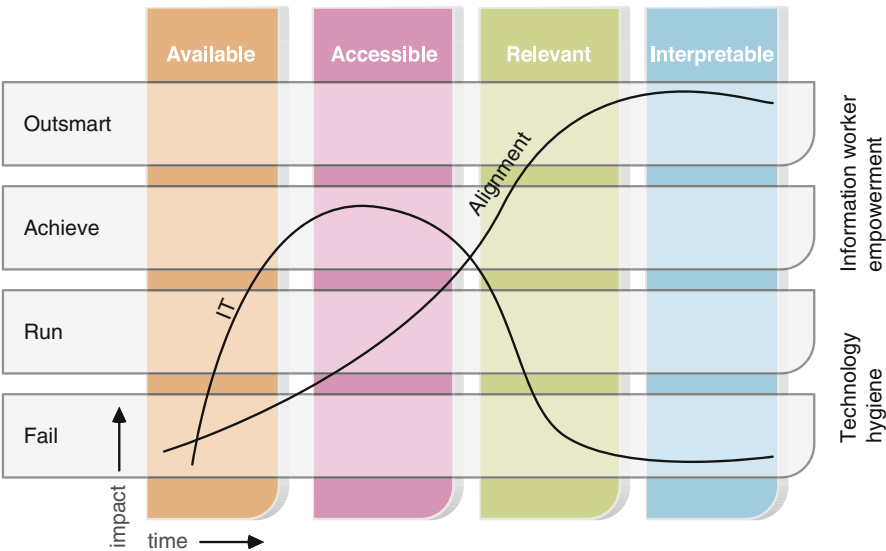 Available
Accessible
Relevant
Interpretable
Outsmart
Achieve
Run
Fail
IT
Alignment
Information worker
empowerment
Technology
hygiene
impact
time